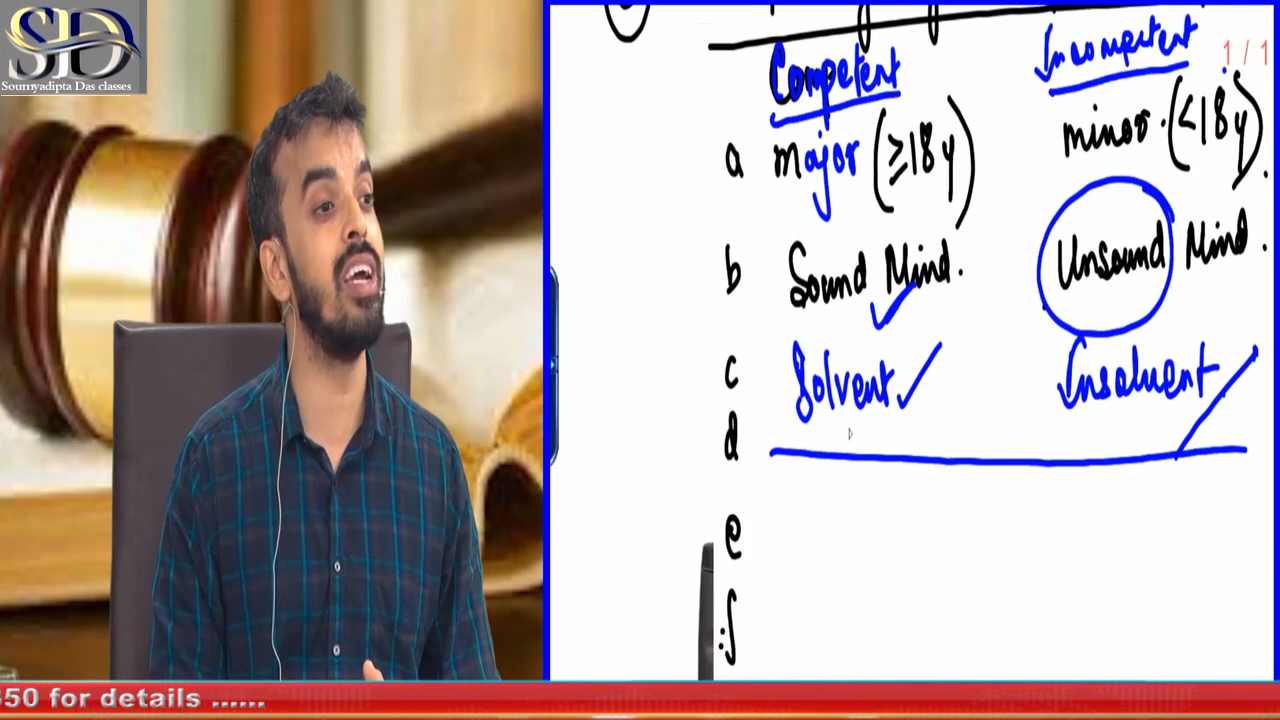 SJD
Soumyadipta Das classes
Competent Incompetent 1 / 1
a major (≥18 y) minor. (<18 y).
b Sound Mind. Unsound Mind.
c Solvent ✓ Insolvent
d
e
f
350 for details ......